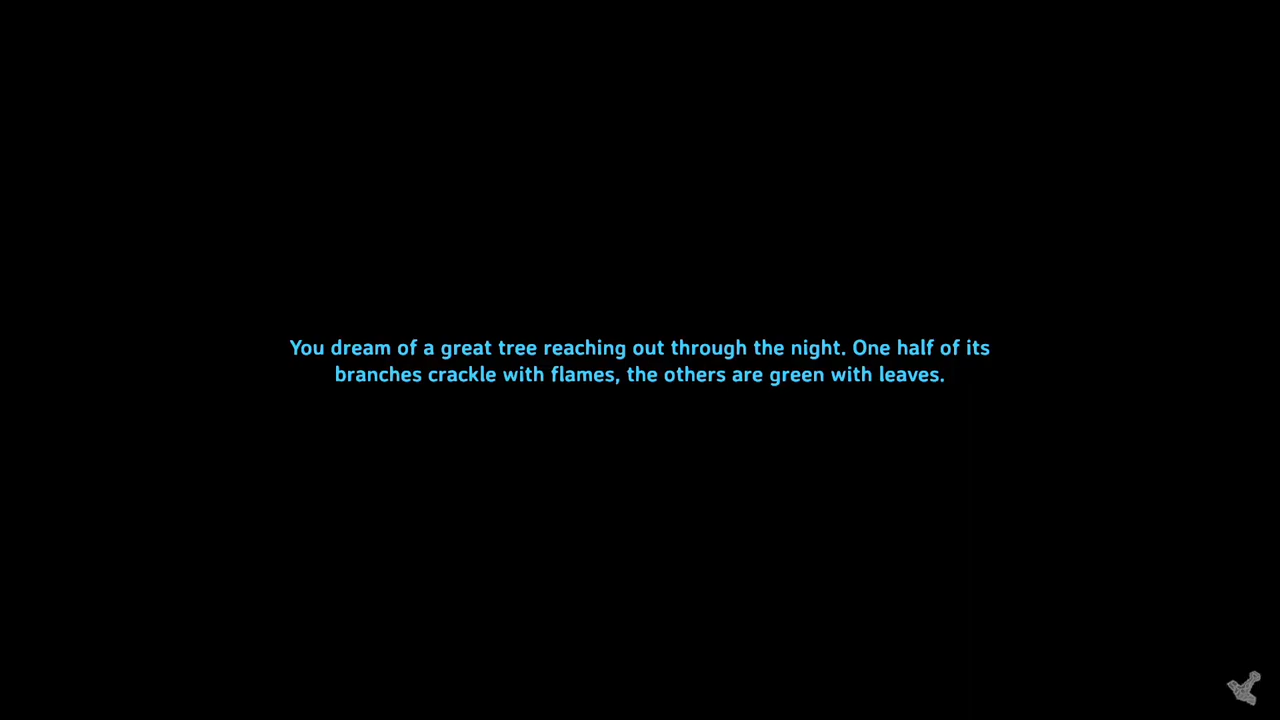 You dream of a great tree reaching out through the night. One half of its
branches crackle with flames, the others are green with leaves.